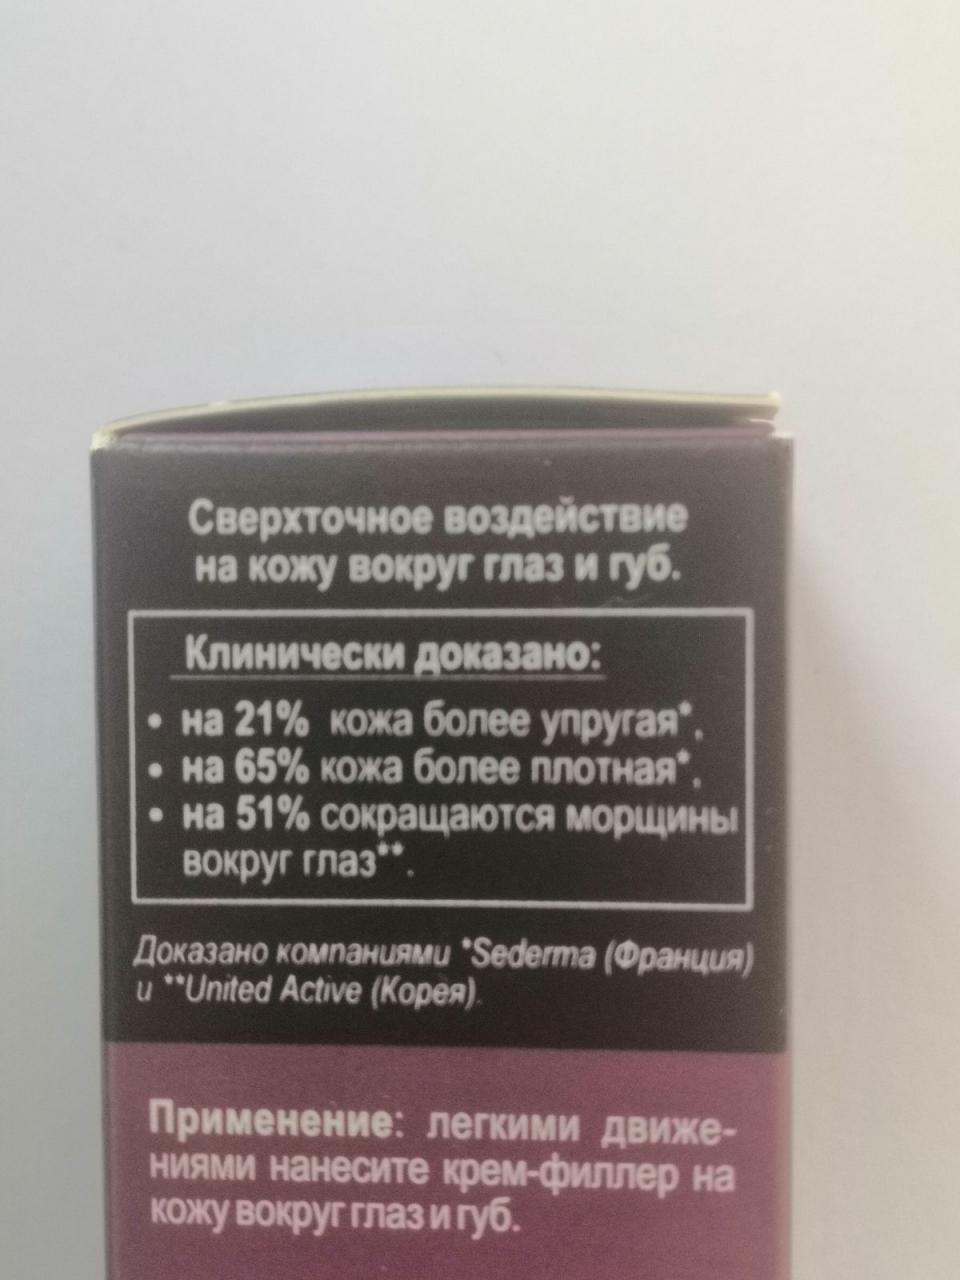 Сверхточное воздействие
на кожу вокруг глаз и губ.
Клинически доказано:
• на 21% кожа более упругая*,
• на 65% кожа более плотная*,
• на 51% сокращаются морщины
вокруг глаз**.
Доказано компаниями *Sederma (Франция)
и **United Active (Корея).
Применение: легкими движе-
ниями нанесите крем-филлер на
кожу вокруг глаз и губ.